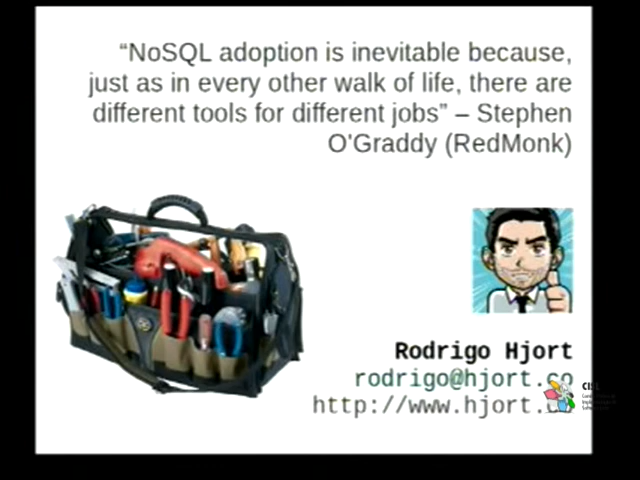 “NoSQL adoption is inevitable because,
just as in every other walk of life, there are
different tools for different jobs” – Stephen
O'Graddy (RedMonk)
Rodrigo Hjort
rodrigo@hjort.co
http://www.hjort.co